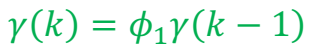 γ(k) = ϕ₁γ(k − 1)